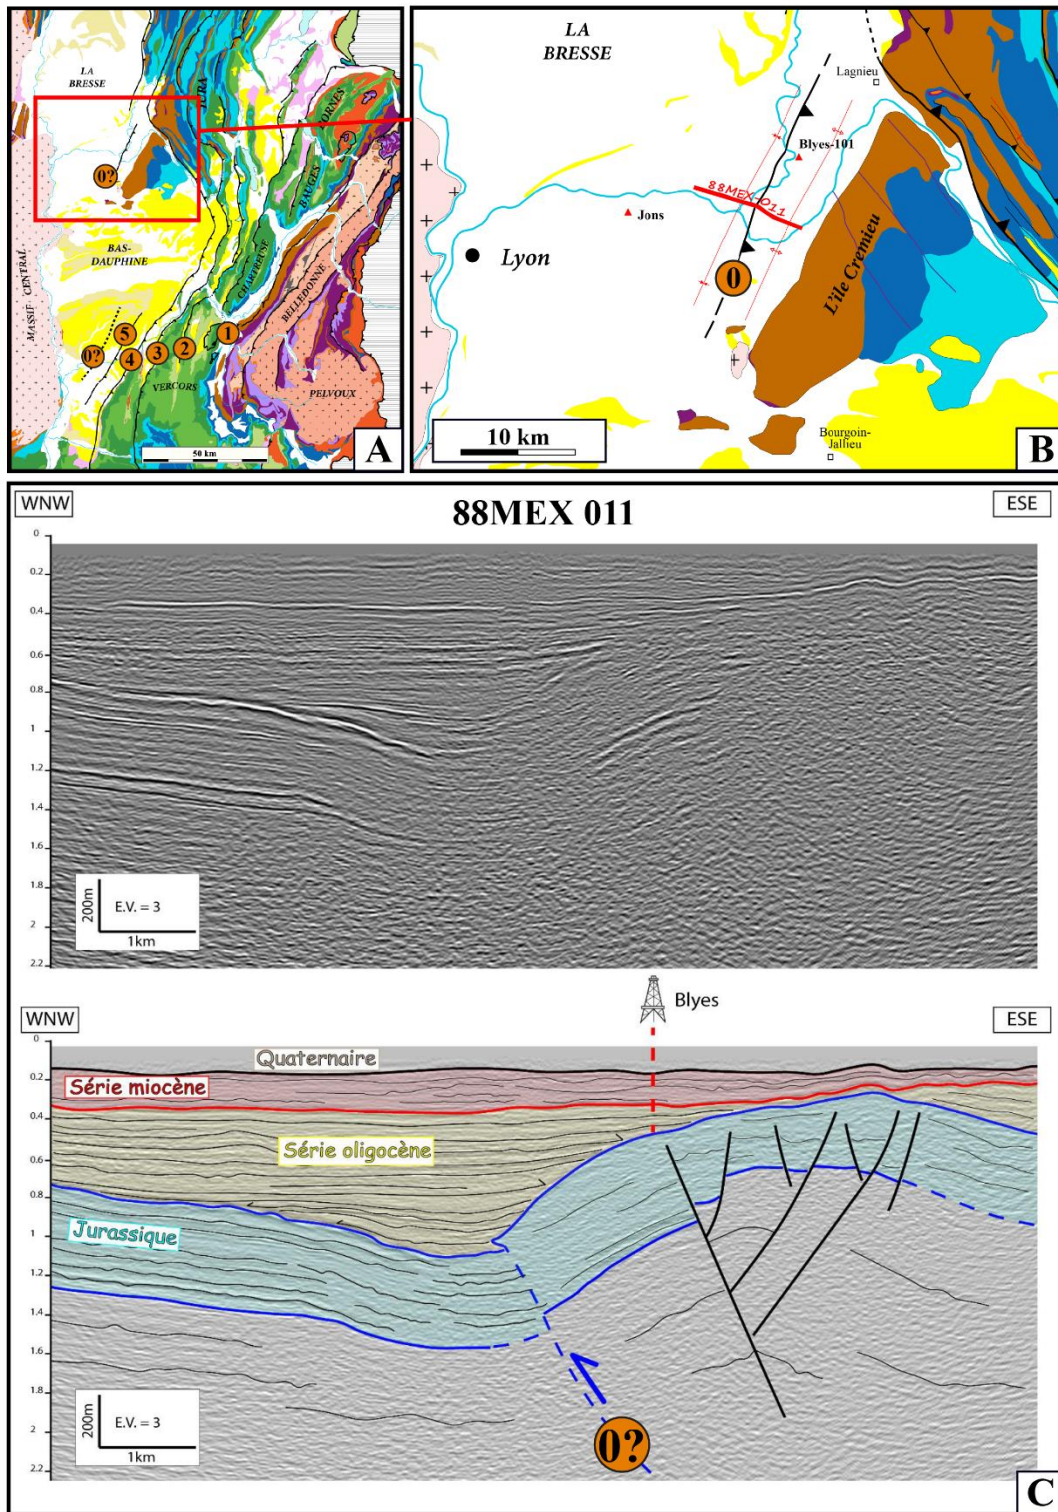 LA
BRESSE
JURA
BORNES
BAUGES
0?
BAS-
DAUPHINE
CHARTREUSE
BELLEDONNE
MASSIF CENTRAL
5
0?
4
3
2
1
VERCORS
PELVOUX
50 km
A
LA
BRESSE
Lagnieu
Blyes-101
88MEX-011
Jons
Lyon
0
L'île Cremieu
10 km
Bourgoin-
Jallieu
B
WNW
88MEX 011
ESE
0
0.2
0.4
0.6
0.8
1
1.2
1.4
1.6
1.8
2
2.2
200m
E.V. = 3
1km
Blyes
WNW
ESE
0
0.2
0.4
0.6
0.8
1
1.2
1.4
1.6
1.8
2
2.2
Quaternaire
Série miocène
Série oligocène
Jurassique
200m
E.V. = 3
1km
0?
C